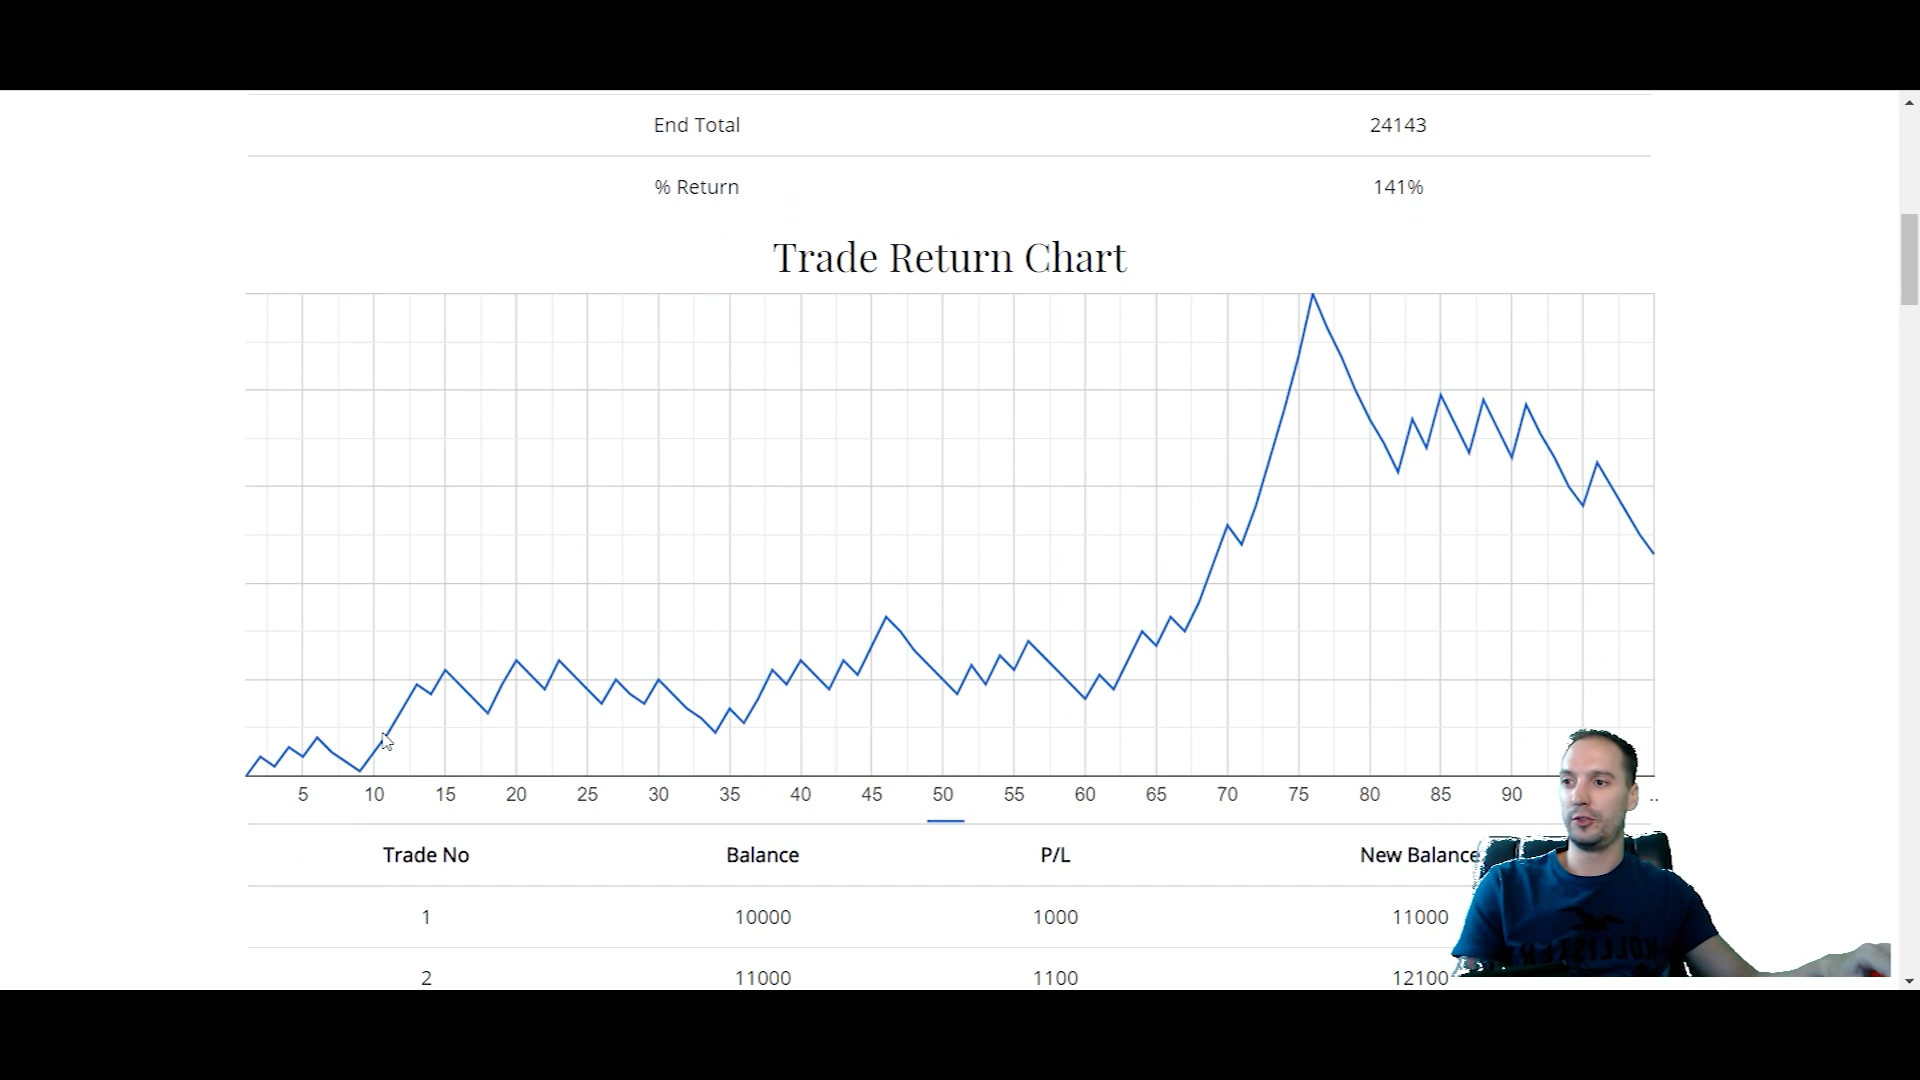 End Total 24143
% Return 141%
Trade Return Chart
5 10 15 20 25 30 35 40 45 50 55 60 65 70 75 80 85 90 ..
Trade No Balance P/L New Balance
1 10000 1000 11000
2 11000 1100 12100
HOLLISTER